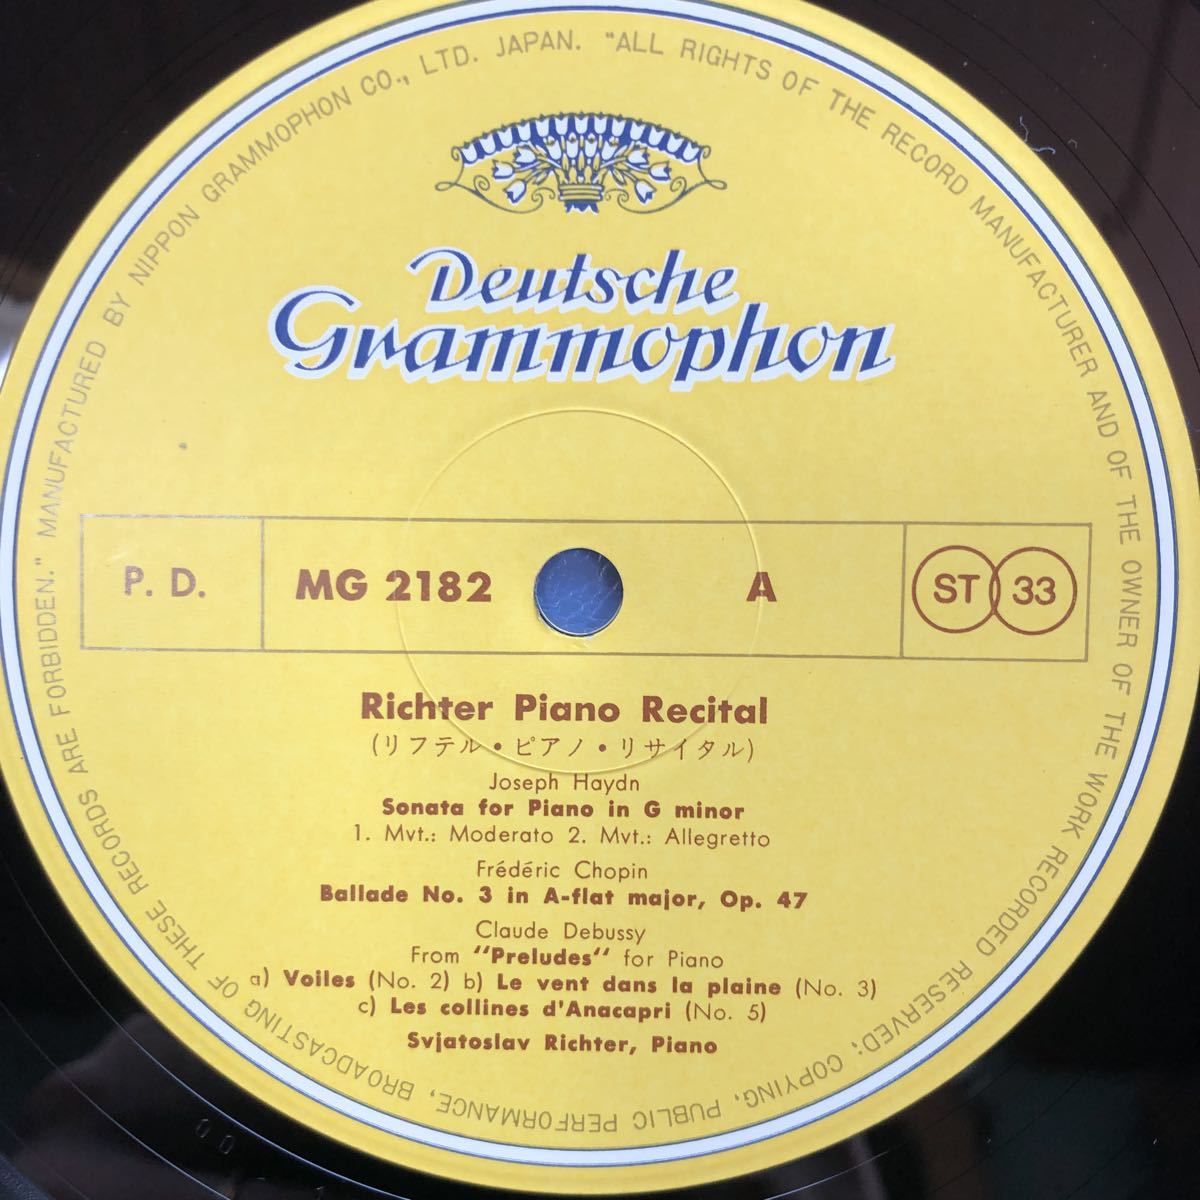 MANUFACTURED BY NIPPON GRAMMOPHON CO., LTD. JAPAN. "ALL RIGHTS OF THE RECORD MANUFACTURER AND OF THE OWNER OF THE WORK RECORDED RESERVED; COPYING, PUBLIC PERFORMANCE, BROADCASTING OF THESE RECORDS ARE FORBIDDEN."
Deutsche
Grammophon
P. D. MG 2182 A ST 33
Richter Piano Recital
(リフテル・ピアノ・リサイタル)
Joseph Haydn
Sonata for Piano in G minor
1. Mvt.: Moderato 2. Mvt.: Allegretto
Frédéric Chopin
Ballade No. 3 in A-flat major, Op. 47
Claude Debussy
From "Preludes" for Piano
a) Voiles (No. 2) b) Le vent dans la plaine (No. 3)
c) Les collines d'Anacapri (No. 5)
Svjatoslav Richter, Piano